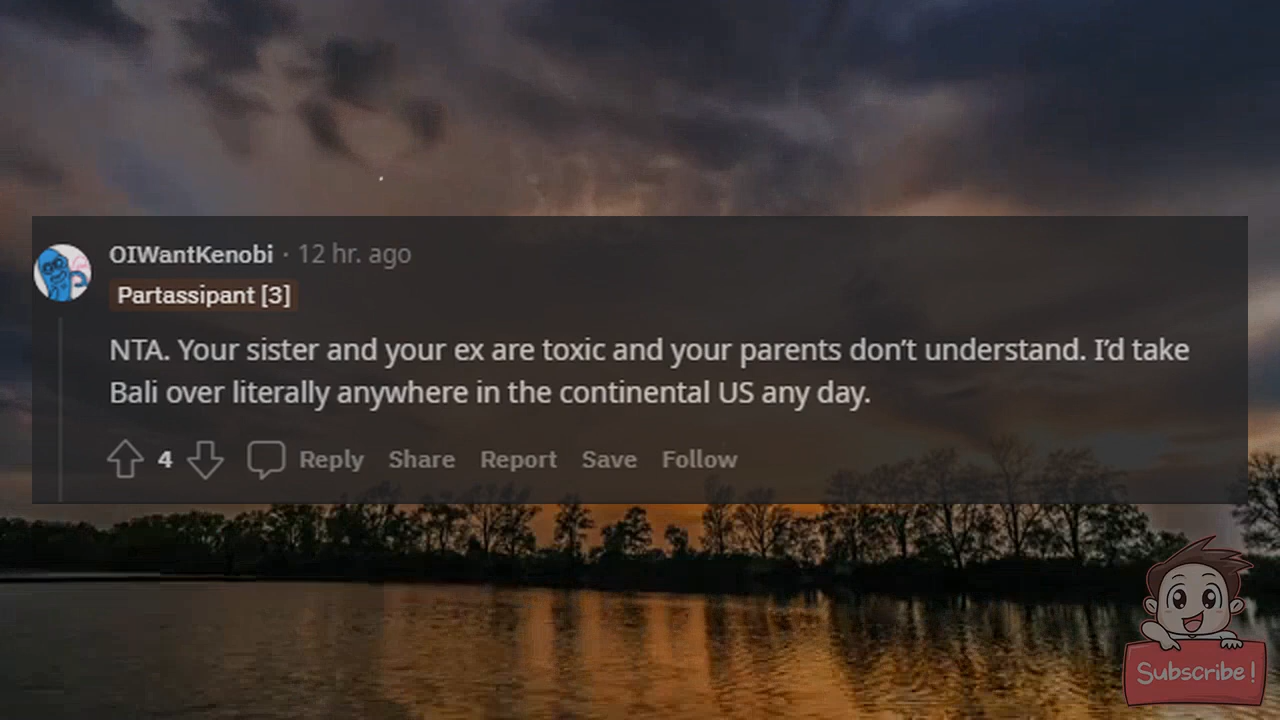 OIWantKenobi · 12 hr. ago
Partassipant [3]
NTA. Your sister and your ex are toxic and your parents don’t understand. I’d take
Bali over literally anywhere in the continental US any day.
4 Reply Share Report Save Follow
Subscribe!